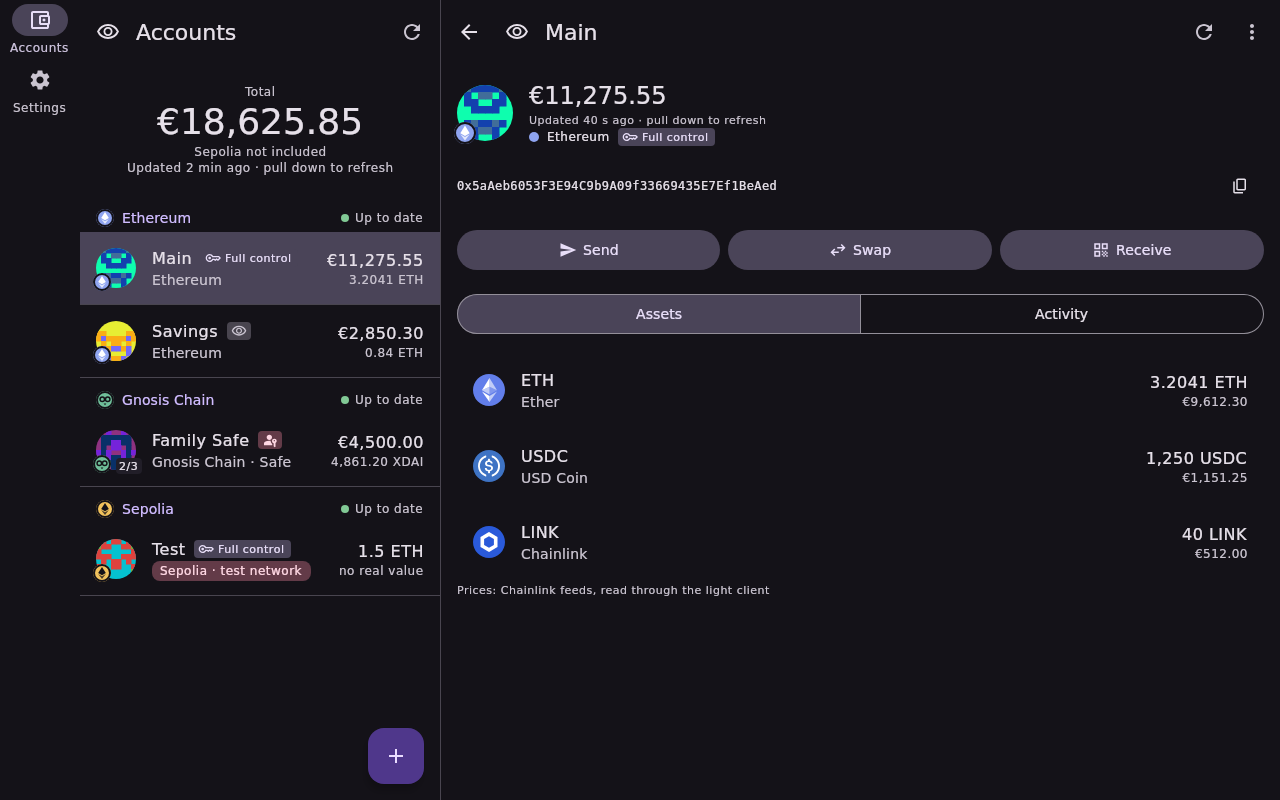 Accounts
Settings
Accounts
Total
€18,625.85
Sepolia not included
Updated 2 min ago · pull down to refresh
Ethereum
Up to date
Main
Full control
€11,275.55
Ethereum
3.2041 ETH
Savings
€2,850.30
Ethereum
0.84 ETH
Gnosis Chain
Up to date
Family Safe
€4,500.00
2/3
Gnosis Chain · Safe
4,861.20 XDAI
Sepolia
Up to date
Test
Full control
1.5 ETH
Sepolia · test network
no real value
Main
€11,275.55
Updated 40 s ago · pull down to refresh
Ethereum
Full control
0x5aAeb6053F3E94C9b9A09f33669435E7Ef1BeAed
Send
Swap
Receive
Assets
Activity
ETH
3.2041 ETH
Ether
€9,612.30
USDC
1,250 USDC
USD Coin
€1,151.25
LINK
40 LINK
Chainlink
€512.00
Prices: Chainlink feeds, read through the light client